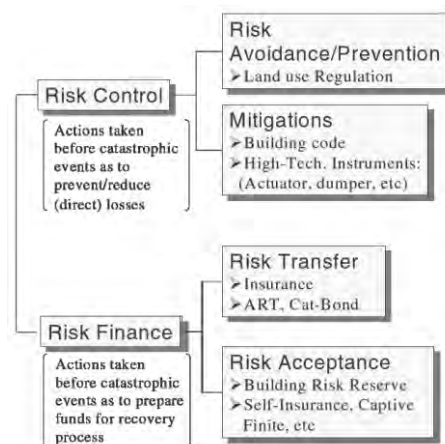 Risk Control
Actions taken
before catastrophic
events as to
prevent/reduce
(direct) losses
Risk
Avoidance/Prevention
➢Land use Regulation
Mitigations
➢Building code
➢High-Tech. Instruments:
(Actuator, dumper, etc)
Risk Finance
Actions taken
before catastrophic
events as to prepare
funds for recovery
process
Risk Transfer
➢Insurance
➢ART, Cat-Bond
Risk Acceptance
➢Building Risk Reserve
➢Self-Insurance, Captive
Finite, etc